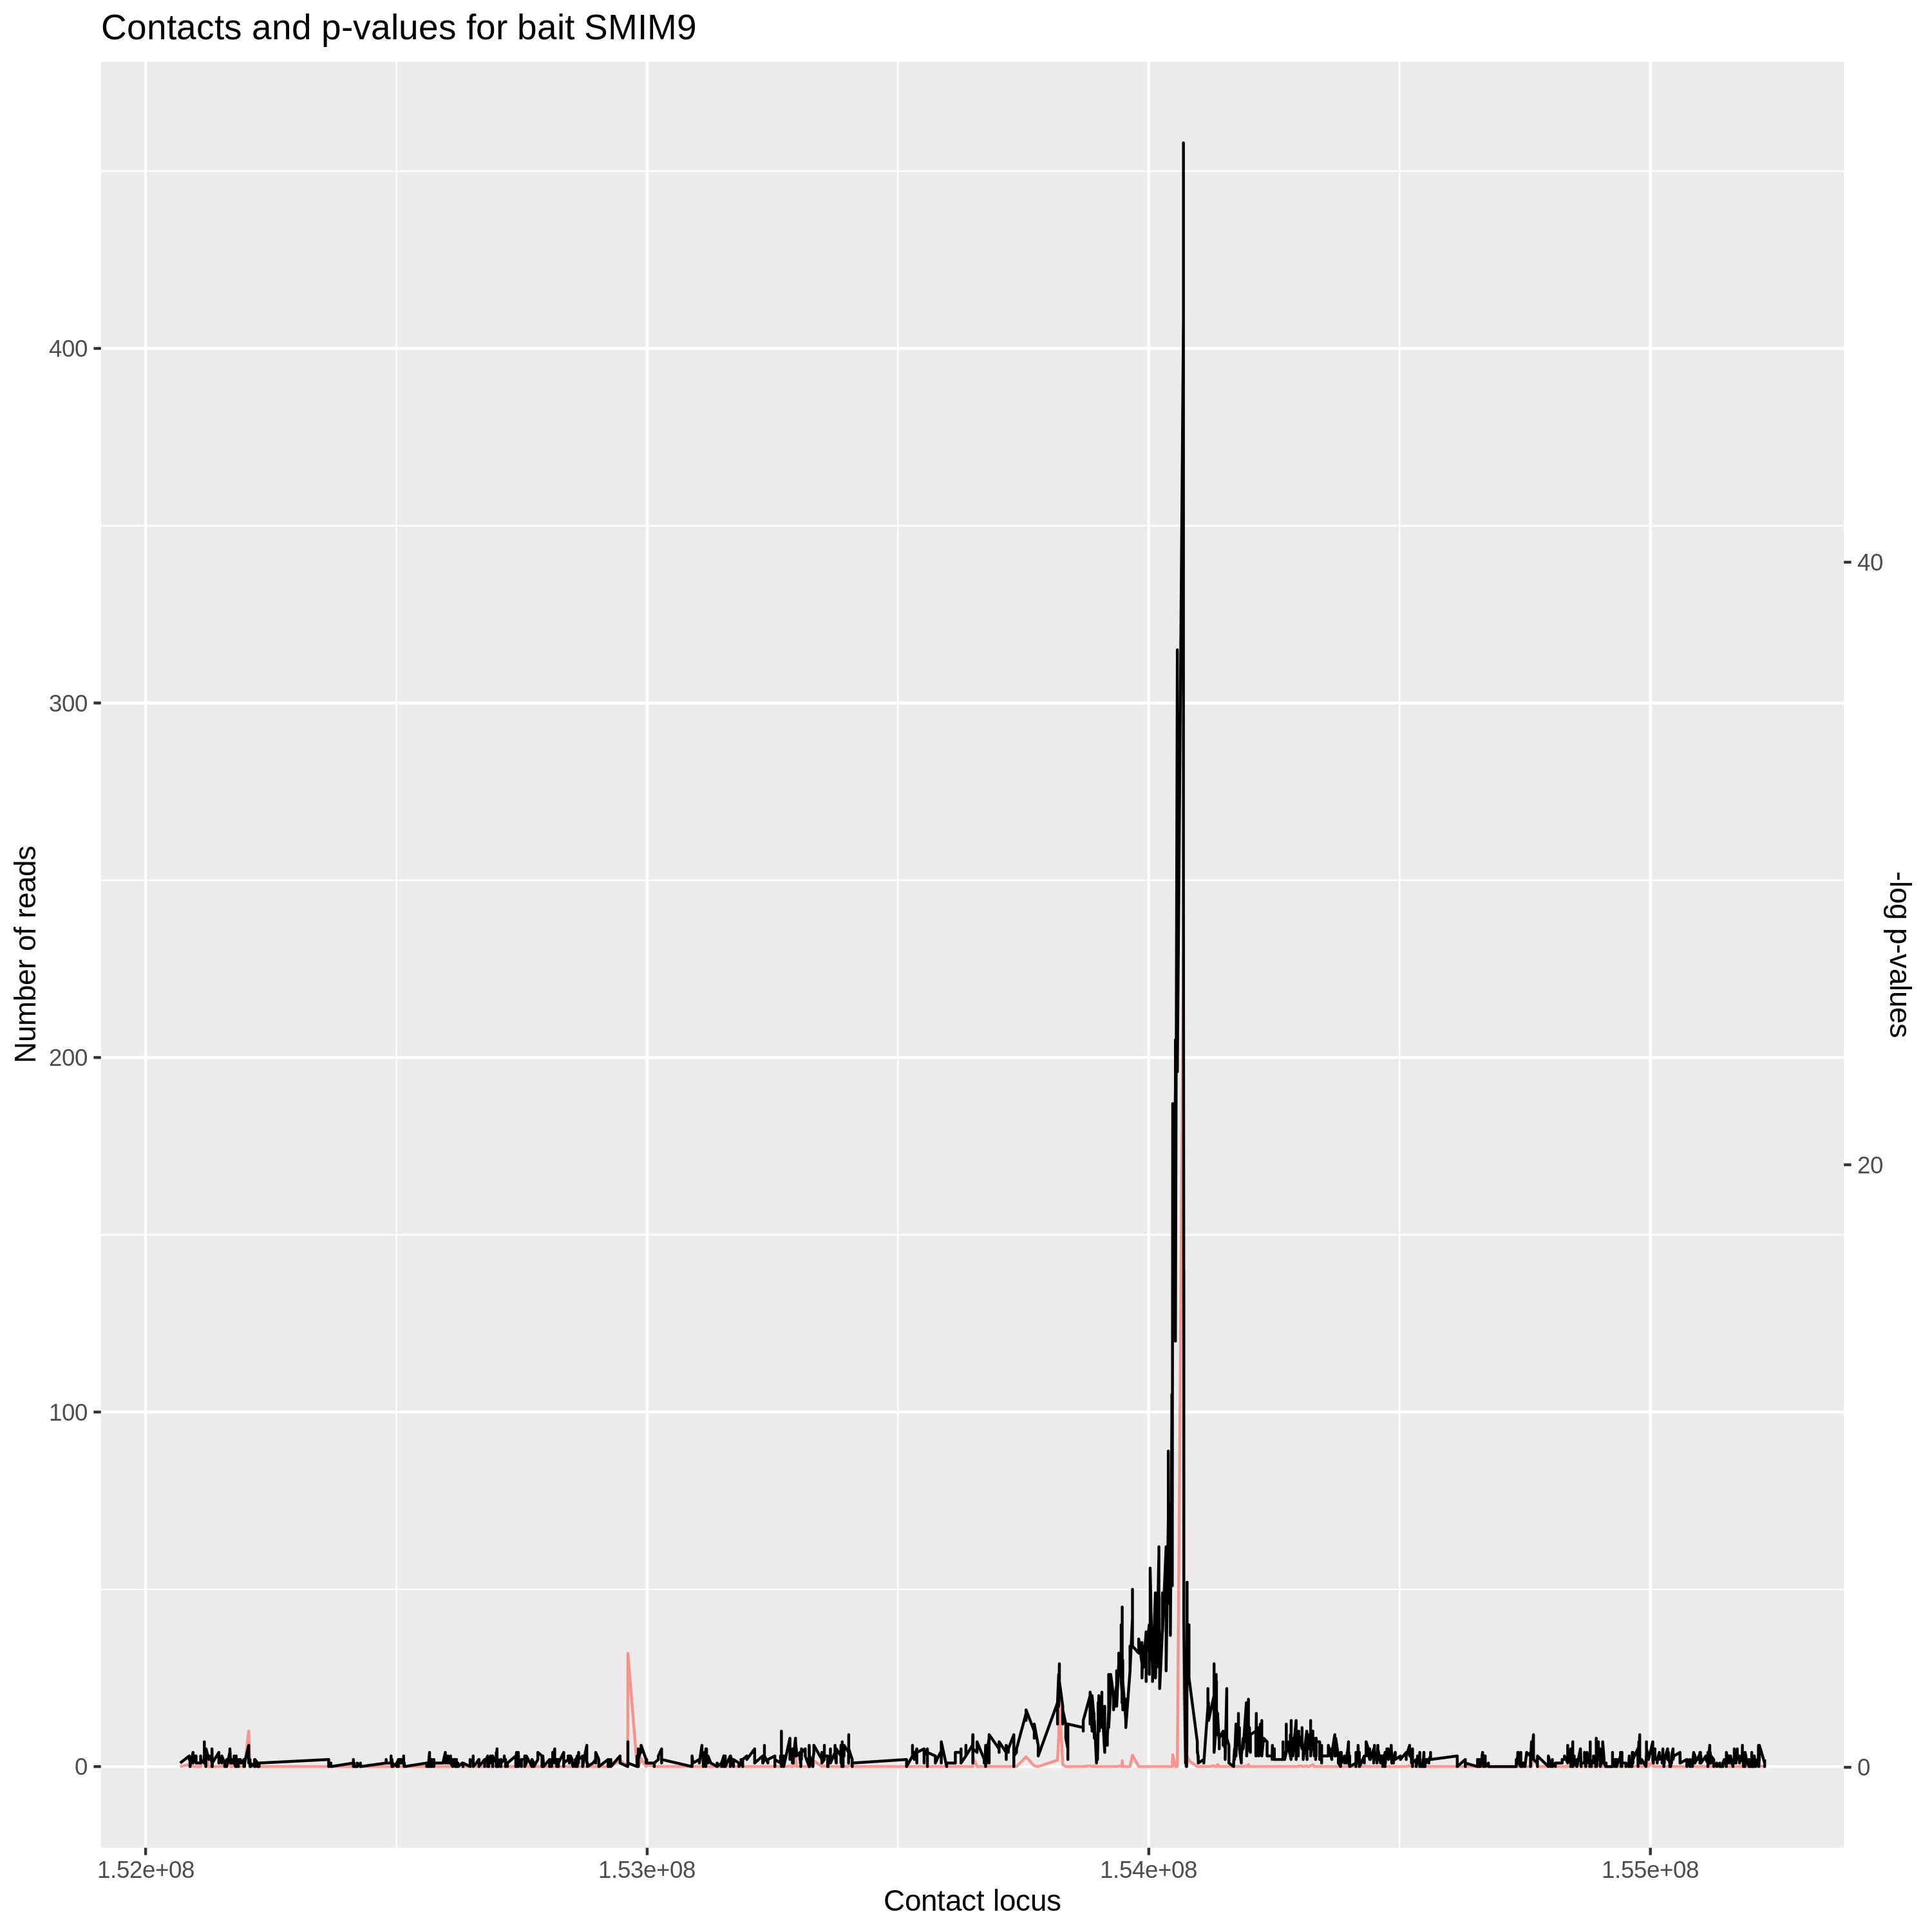 Contacts and p-values for bait SMIM9
400
300
200
100
0
Number of reads
40
20
0
-log p-values
1.52e+08
1.53e+08
1.54e+08
1.55e+08
Contact locus